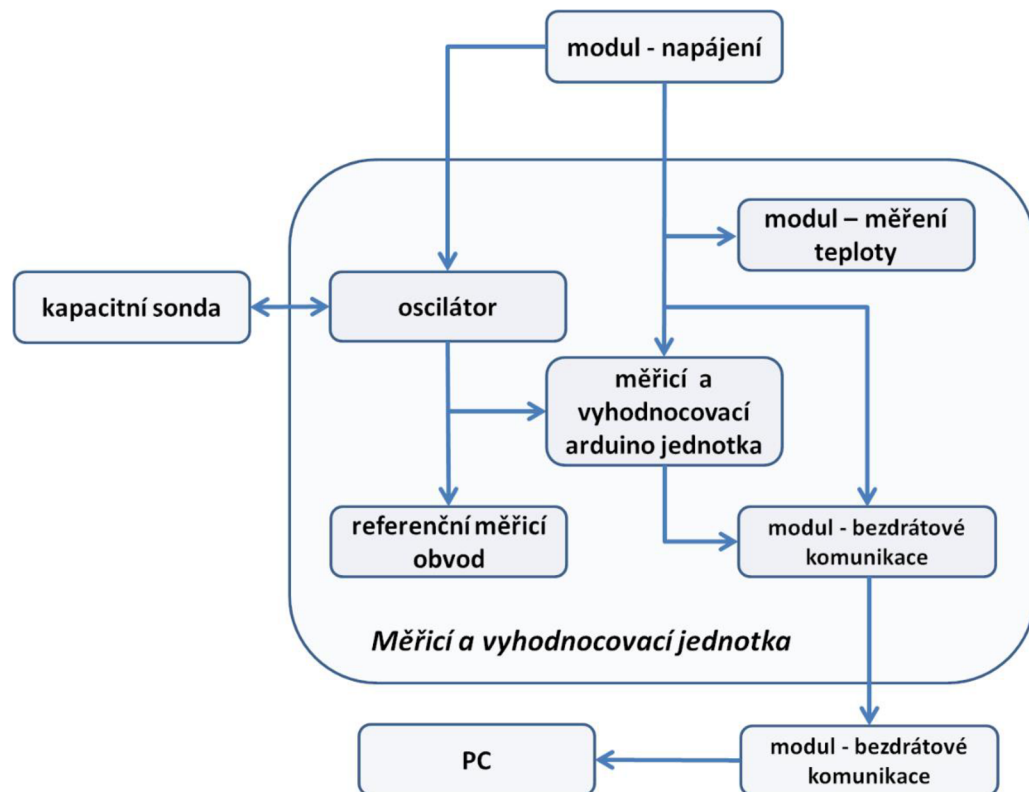 modul - napájení
modul – měření
teploty
kapacitní sonda
oscilátor
měřicí a
vyhodnocovací
arduino jednotka
referenční měřicí
obvod
modul - bezdrátové
komunikace
Měřicí a vyhodnocovací jednotka
PC
modul - bezdrátové
komunikace